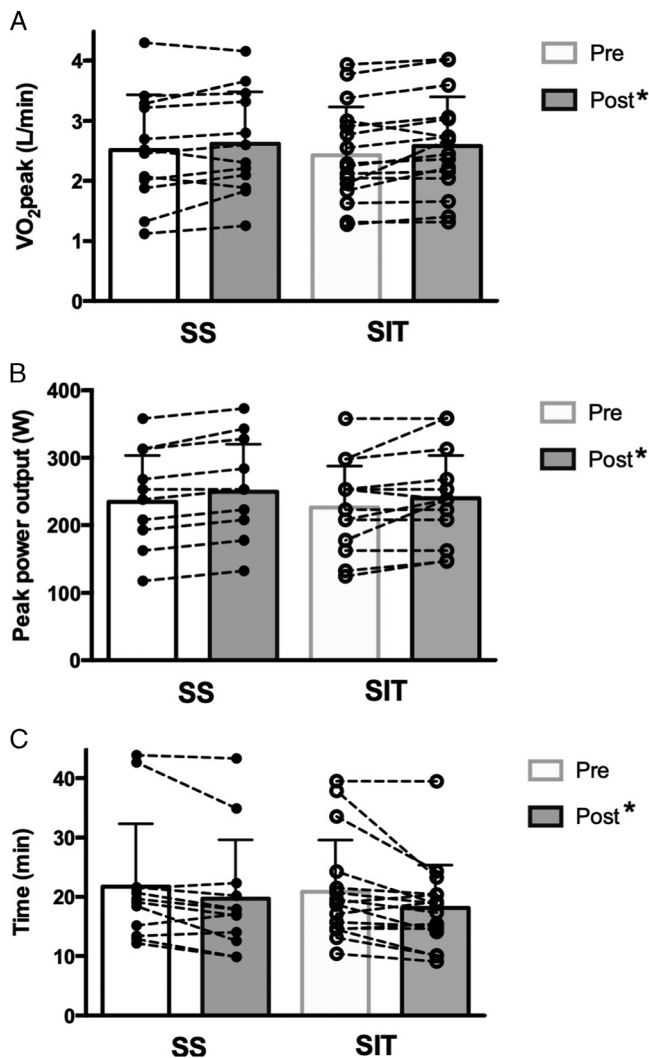 A
VO2peak (L/min)
4
3
2
1
0
SS
SIT
Pre
Post*
B
Peak power output (W)
400
300
200
100
0
SS
SIT
Pre
Post*
C
Time (min)
40
30
20
10
0
SS
SIT
Pre
Post*